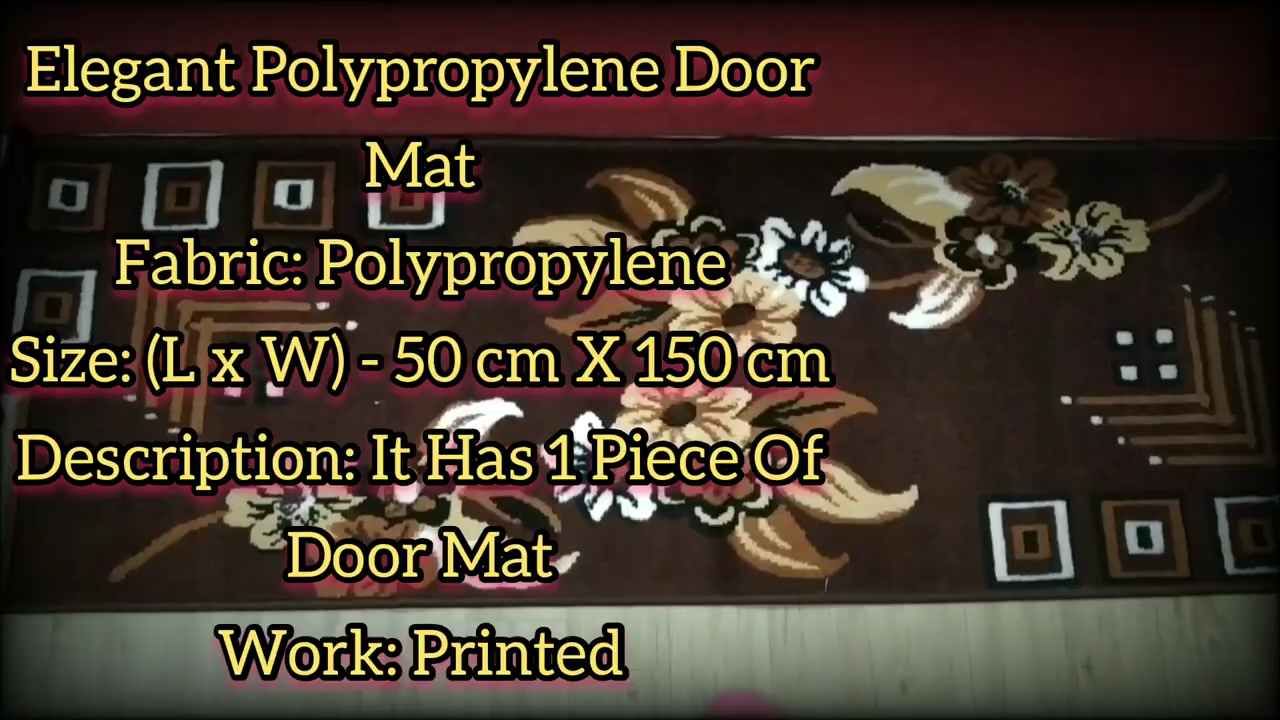 Elegant Polypropylene Door
Mat
Fabric: Polypropylene
Size: (L x W) - 50 cm X 150 cm
Description: It Has 1 Piece Of
Door Mat
Work: Printed